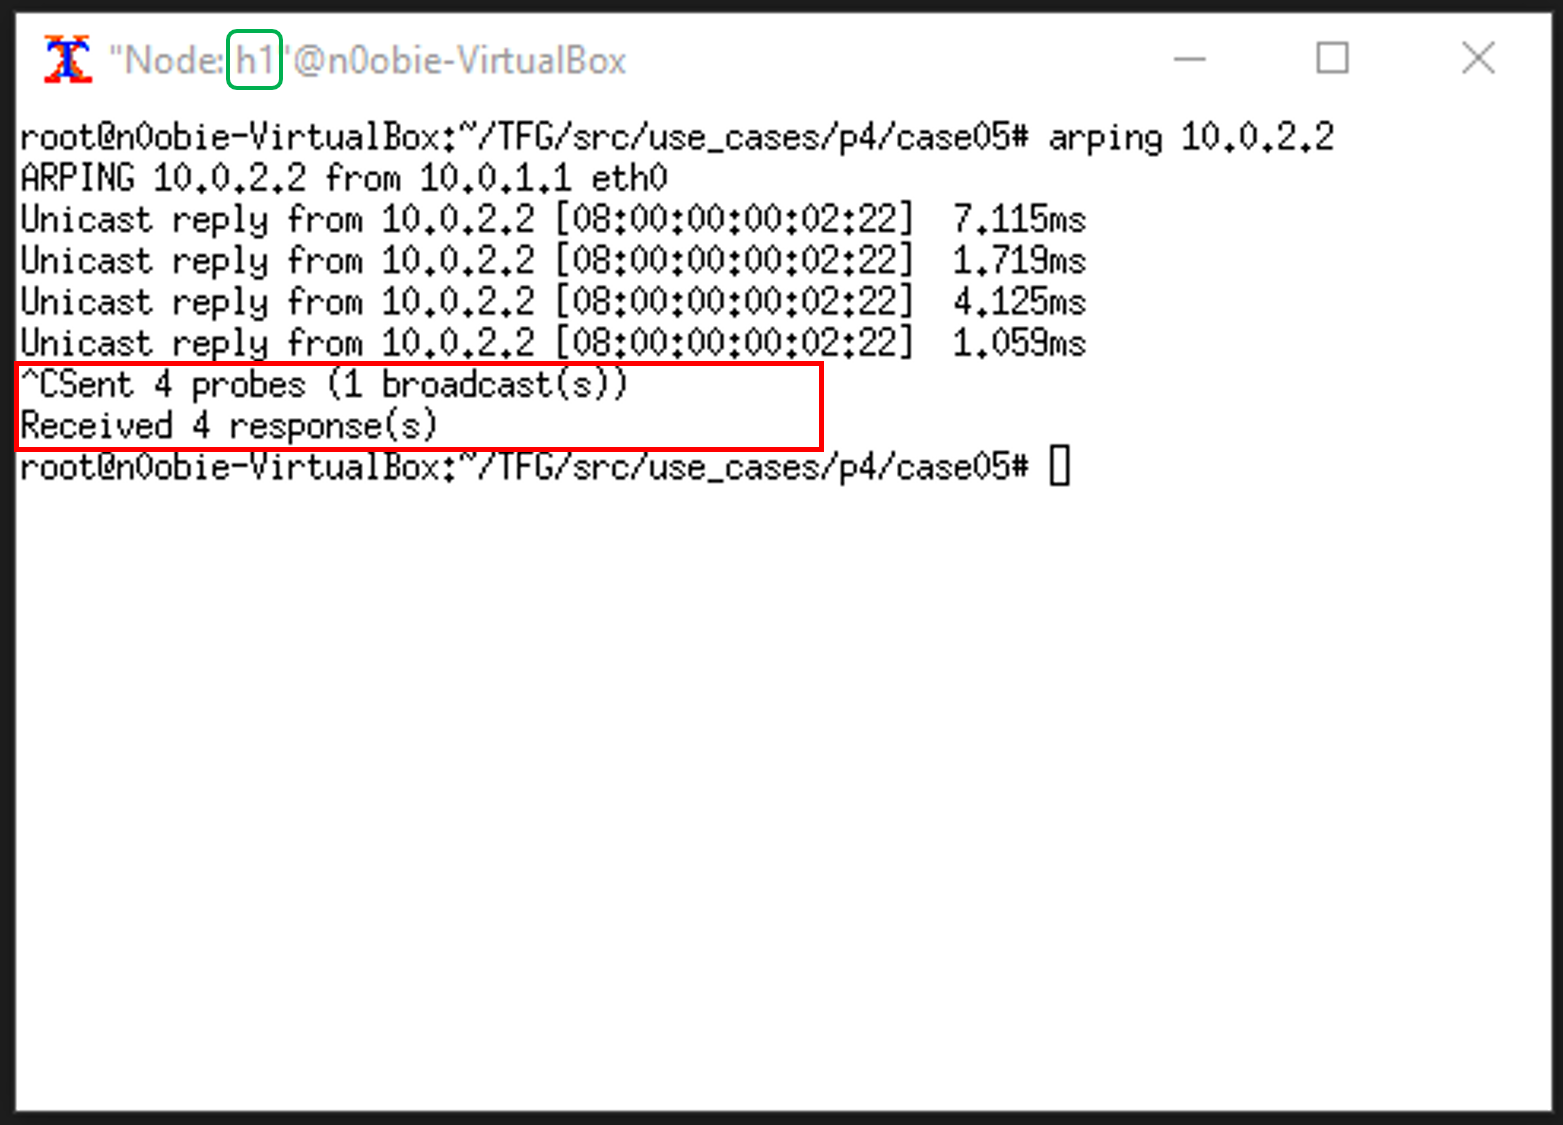 "Node: h1"@n0obie-VirtualBox
root@n0obie-VirtualBox:~/TFG/src/use_cases/p4/case05# arping 10.0.2.2
ARPING 10.0.2.2 from 10.0.1.1 eth0
Unicast reply from 10.0.2.2 [08:00:00:00:02:22]  7.115ms
Unicast reply from 10.0.2.2 [08:00:00:00:02:22]  1.719ms
Unicast reply from 10.0.2.2 [08:00:00:00:02:22]  4.125ms
Unicast reply from 10.0.2.2 [08:00:00:00:02:22]  1.059ms
^CSent 4 probes (1 broadcast(s))
Received 4 response(s)
root@n0obie-VirtualBox:~/TFG/src/use_cases/p4/case05#